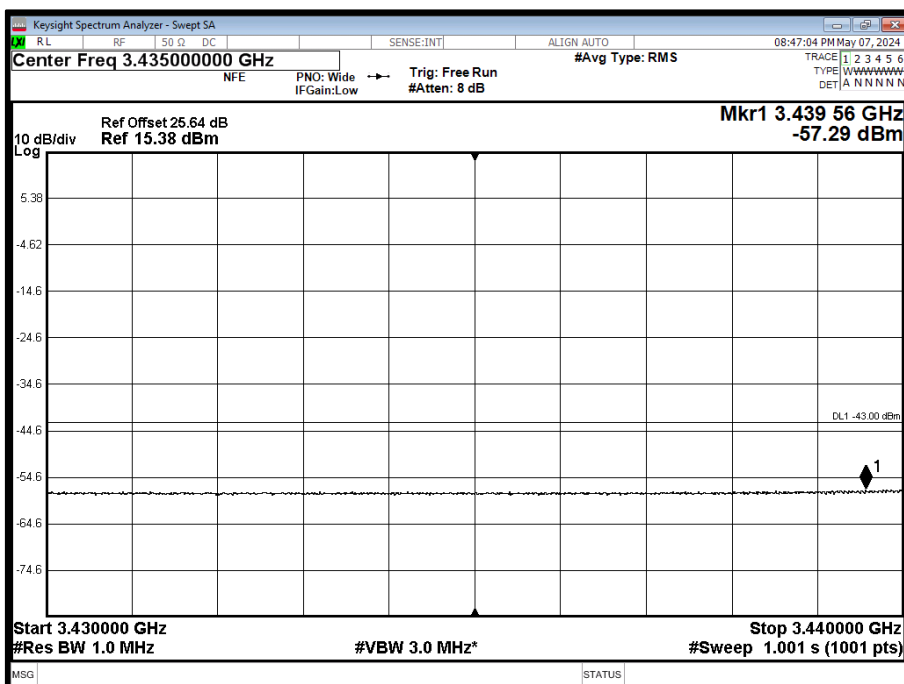 Keysight Spectrum Analyzer - Swept SA
LXI RL RF 50 Ω DC SENSE:INT ALIGN AUTO 08:47:04 PM May 07, 2024
Center Freq 3.435000000 GHz #Avg Type: RMS TRACE 1 2 3 4 5 6
NFE PNO: Wide Trig: Free Run TYPE WWWWWW
IFGain:Low #Atten: 8 dB DET A N N N N N
Mkr1 3.439 56 GHz
-57.29 dBm
Ref Offset 25.64 dB
10 dB/div Ref 15.38 dBm
Log
5.38
-4.62
-14.6
-24.6
-34.6
DL1 -43.00 dBm
-44.6
1
-54.6
-64.6
-74.6
Start 3.430000 GHz Stop 3.440000 GHz
#Res BW 1.0 MHz #VBW 3.0 MHz* #Sweep 1.001 s (1001 pts)
MSG STATUS